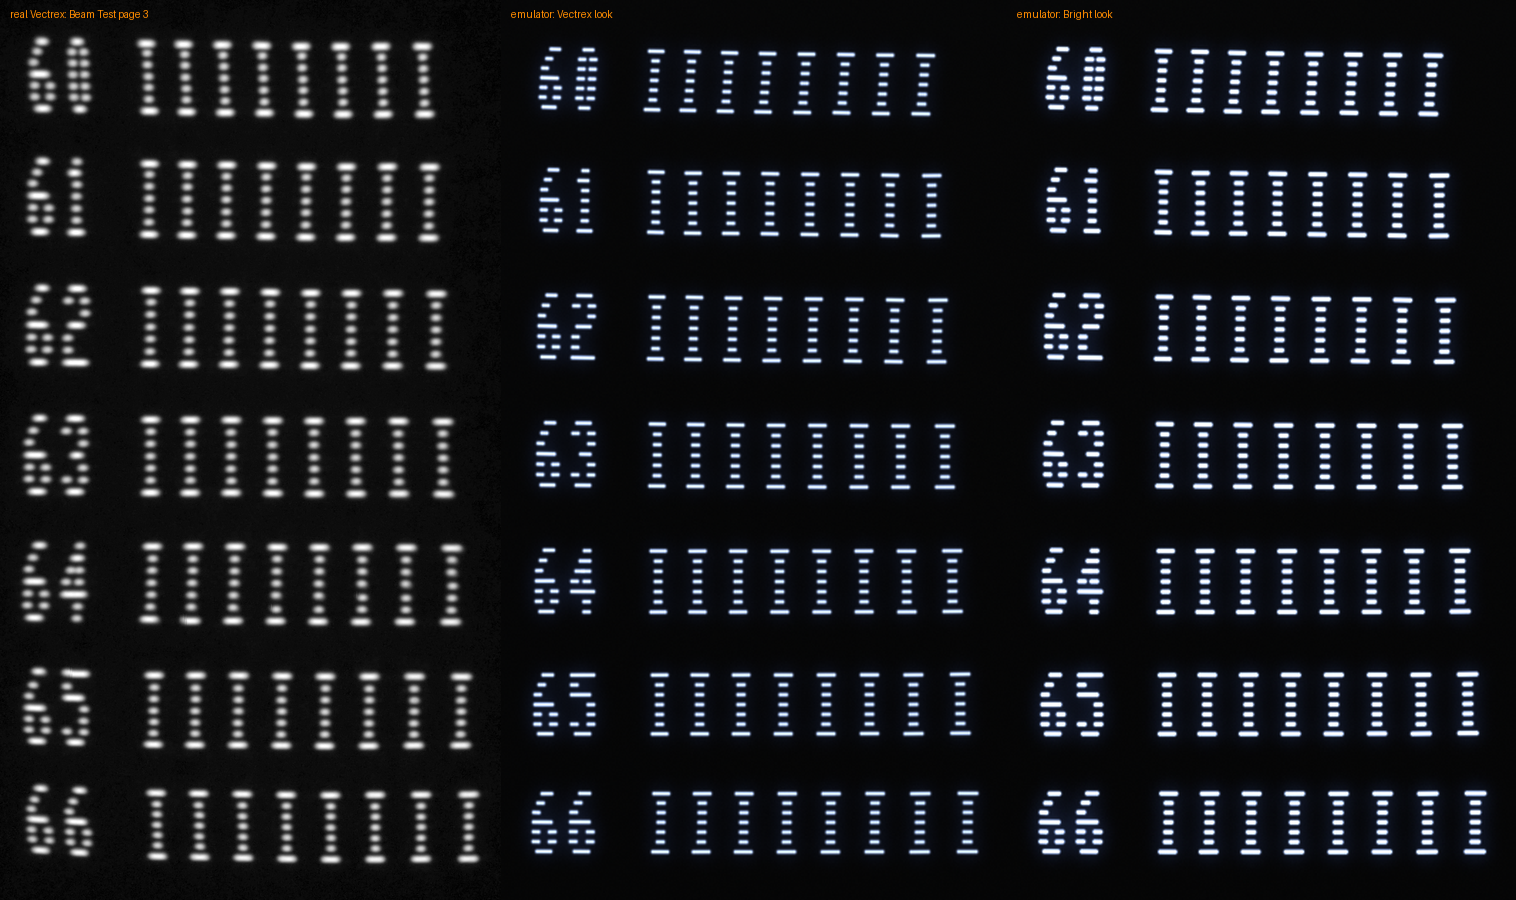 real Vectrex: Beam Test page 3 emulator: Vectrex look emulator: Bright look
60 IIIIIIII 60 IIIIIIII 60 IIIIIIII
61 IIIIIIII 61 IIIIIIII 61 IIIIIIII
62 IIIIIIII 62 IIIIIIII 62 IIIIIIII
63 IIIIIIII 63 IIIIIIII 63 IIIIIIII
64 IIIIIIII 64 IIIIIIII 64 IIIIIIII
65 IIIIIIII 65 IIIIIIII 65 IIIIIIII
66 IIIIIIII 66 IIIIIIII 66 IIIIIIII